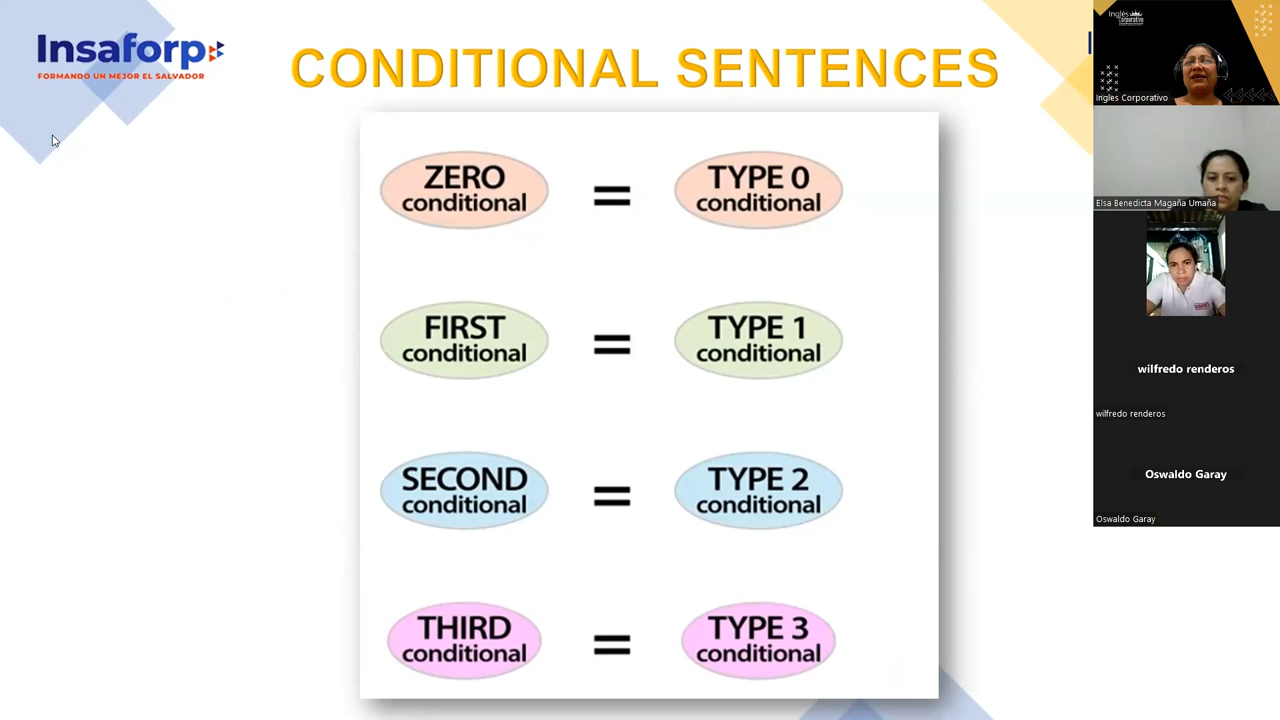 Insaforp
FORMANDO UN MEJOR EL SALVADOR
CONDITIONAL SENTENCES
ZERO
conditional
=
TYPE 0
conditional
FIRST
conditional
=
TYPE 1
conditional
SECOND
conditional
=
TYPE 2
conditional
THIRD
conditional
=
TYPE 3
conditional
Inglés
Corporativo
Ingles Corporativo
Elsa Benedicta Magaña Umaña
wilfredo renderos
wilfredo renderos
Oswaldo Garay
Oswaldo Garay